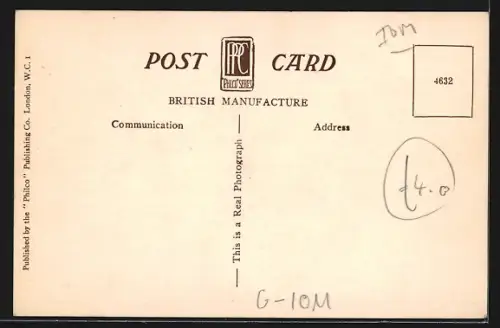 IOM
POST PPC CARD
"PHILCO" SERIES
4632
BRITISH MANUFACTURE
Communication
Address
Published by the "Philco" Publishing Co. London, W.C. 1
This is a Real Photograph
£4.0
G-IOM